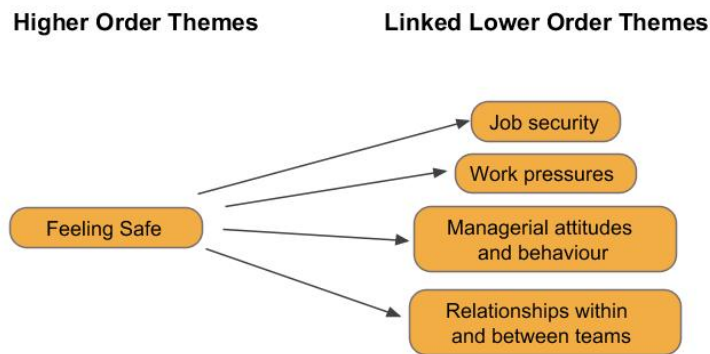 Higher Order Themes
Linked Lower Order Themes
Job security
Work pressures
Feeling Safe
Managerial attitudes
and behaviour
Relationships within
and between teams